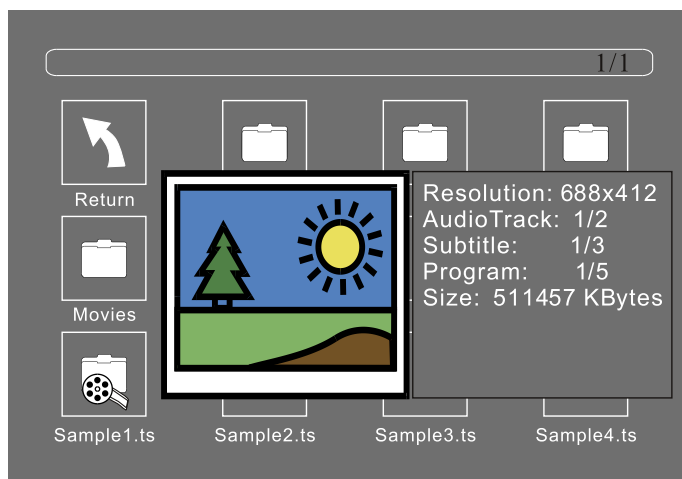 1/1
Return
Resolution: 688x412
AudioTrack: 1/2
Subtitle: 1/3
Program: 1/5
Size: 511457 KBytes
Movies
Sample1.ts
Sample2.ts
Sample3.ts
Sample4.ts